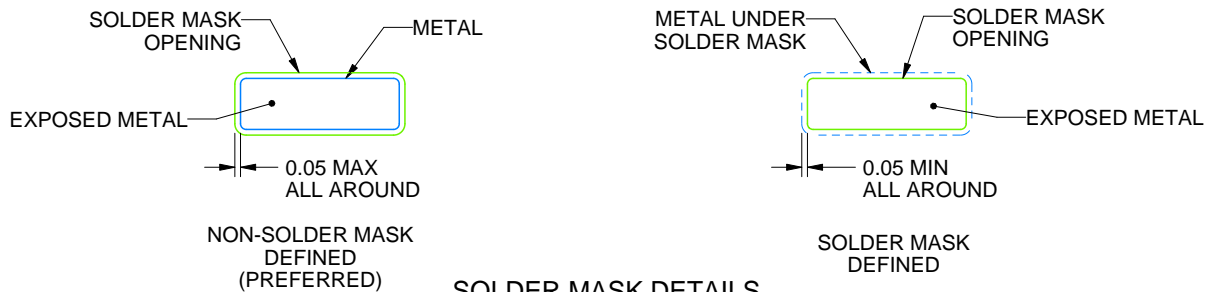 SOLDER MASK
OPENING
METAL
EXPOSED METAL
0.05 MAX
ALL AROUND
NON-SOLDER MASK
DEFINED
(PREFERRED)
METAL UNDER
SOLDER MASK
SOLDER MASK
OPENING
EXPOSED METAL
0.05 MIN
ALL AROUND
SOLDER MASK
DEFINED
SOLDER MASK DETAILS